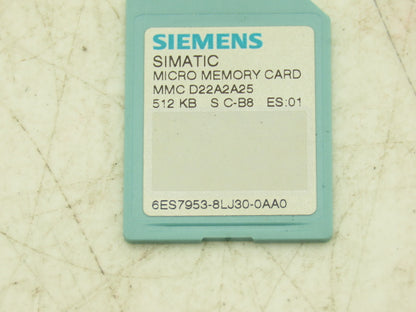 SIEMENS
SIMATIC
MICRO MEMORY CARD
MMC D22A2A25
512 KB S C-B8 ES:01
6ES7953-8LJ30-0AA0